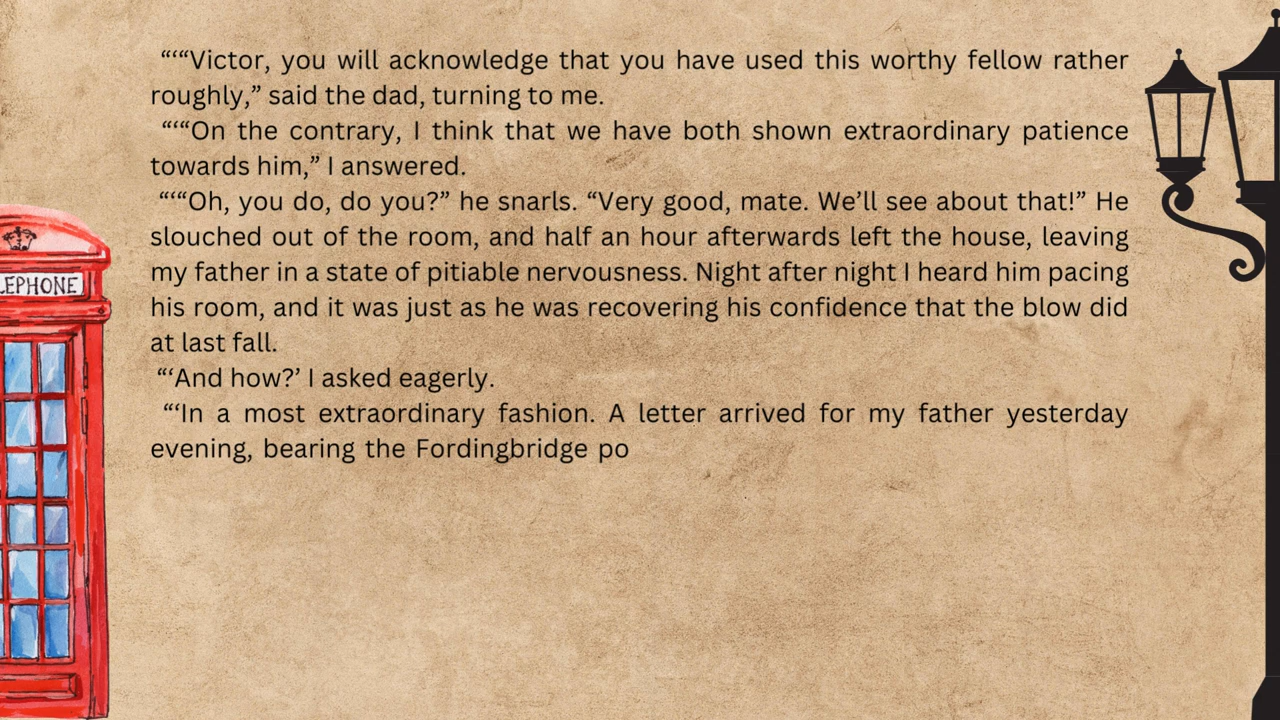 “‘“Victor, you will acknowledge that you have used this worthy fellow rather
roughly,” said the dad, turning to me.
“‘“On the contrary, I think that we have both shown extraordinary patience
towards him,” I answered.
“‘“Oh, you do, do you?” he snarls. “Very good, mate. We’ll see about that!” He
slouched out of the room, and half an hour afterwards left the house, leaving
my father in a state of pitiable nervousness. Night after night I heard him pacing
his room, and it was just as he was recovering his confidence that the blow did
at last fall.
“‘And how?’ I asked eagerly.
“‘In a most extraordinary fashion. A letter arrived for my father yesterday
evening, bearing the Fordingbridge po
LEPHONE